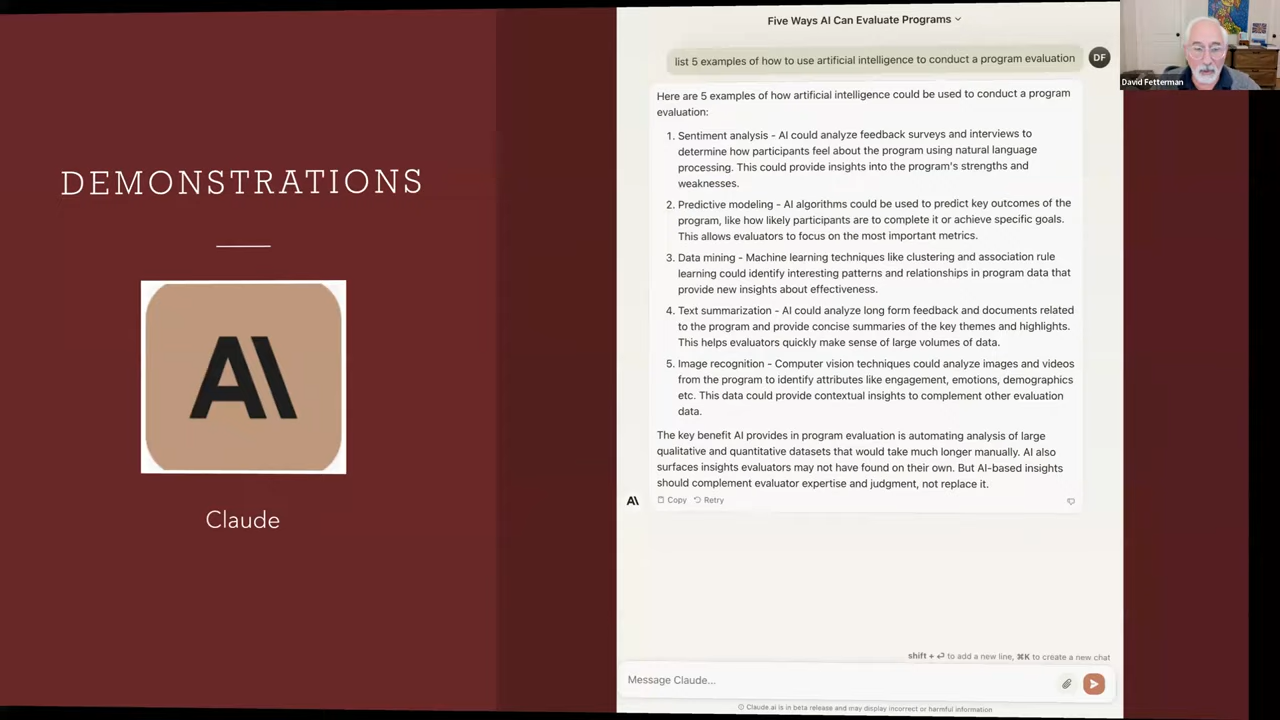 DEMONSTRATIONS
AI
Claude
Five Ways AI Can Evaluate Programs
list 5 examples of how to use artificial intelligence to conduct a program evaluation
DF
Here are 5 examples of how artificial intelligence could be used to conduct a program
evaluation:
1. Sentiment analysis - AI could analyze feedback surveys and interviews to
determine how participants feel about the program using natural language
processing. This could provide insights into the program's strengths and
weaknesses.
2. Predictive modeling - AI algorithms could be used to predict key outcomes of the
program, like how likely participants are to complete it or achieve specific goals.
This allows evaluators to focus on the most important metrics.
3. Data mining - Machine learning techniques like clustering and association rule
learning could identify interesting patterns and relationships in program data that
provide new insights about effectiveness.
4. Text summarization - AI could analyze long form feedback and documents related
to the program and provide concise summaries of the key themes and highlights.
This helps evaluators quickly make sense of large volumes of data.
5. Image recognition - Computer vision techniques could analyze images and videos
from the program to identify attributes like engagement, emotions, demographics
etc. This data could provide contextual insights to complement other evaluation
data.
The key benefit AI provides in program evaluation is automating analysis of large
qualitative and quantitative datasets that would take much longer manually. AI also
surfaces insights evaluators may not have found on their own. But AI-based insights
should complement evaluator expertise and judgment, not replace it.
AI
Copy Retry
shift + ⏎ to add a new line, ⌘K to create a new chat
Message Claude...
Claude.ai is in beta release and may display incorrect or harmful information
David Fetterman